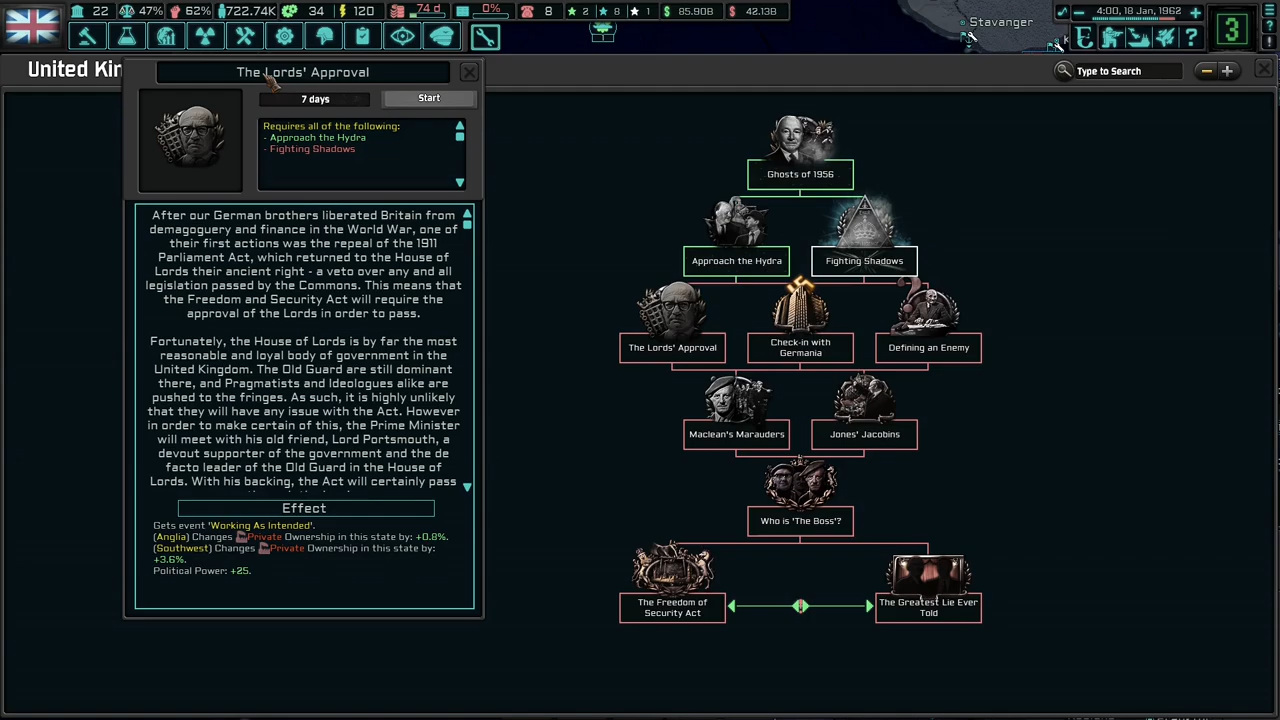 22 47% 62% 722.74K 34 120 74 d 0% 8 2 8 1 85.90B 42.13B
4:00, 18 Jan, 1962
3
Stavanger
United Kin
The Lords' Approval
Type to Search
7 days
Start
Requires all of the following:
- Approach the Hydra
- Fighting Shadows
After our German brothers liberated Britain from
demagoguery and finance in the World War, one of
their first actions was the repeal of the 1911
Parliament Act, which returned to the House of
Lords their ancient right - a veto over any and all
legislation passed by the Commons. This means that
the Freedom and Security Act will require the
approval of the Lords in order to pass.
Fortunately, the House of Lords is by far the most
reasonable and loyal body of government in the
United Kingdom. The Old Guard are still dominant
there, and Pragmatists and Ideologues alike are
pushed to the fringes. As such, it is highly unlikely
that they will have any issue with the Act. However
in order to make certain of this, the Prime Minister
will meet with his old friend, Lord Portsmouth, a
devout supporter of the government and the de
facto leader of the Old Guard in the House of
Lords. With his backing, the Act will certainly pass
Effect
Gets event 'Working As Intended'.
(Anglia) Changes Private Ownership in this state by: +0.8%.
(Southwest) Changes Private Ownership in this state by:
+3.6%.
Political Power: +25.
Ghosts of 1956
Approach the Hydra
Fighting Shadows
The Lords' Approval
Check-in with
Germania
Defining an Enemy
Maclean's Marauders
Jones' Jacobins
Who is 'The Boss'?
The Freedom of
Security Act
The Greatest Lie Ever
Told